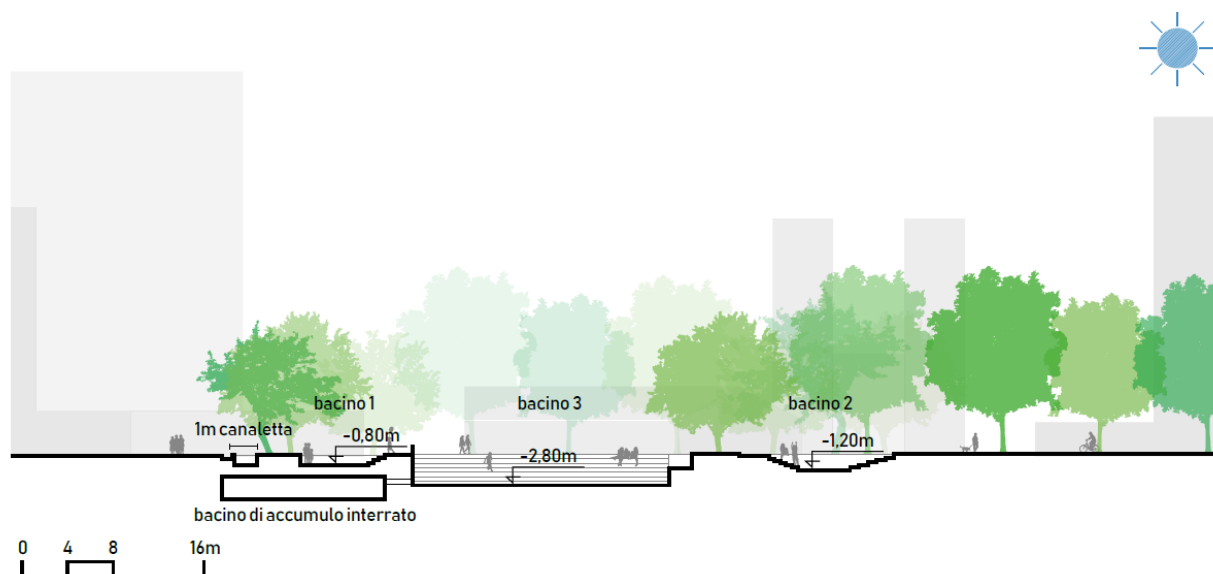 bacino 1
bacino 3
bacino 2
1m canaletta
-0,80m
-1,20m
-2,80m
bacino di accumulo interrato
0 4 8 16m